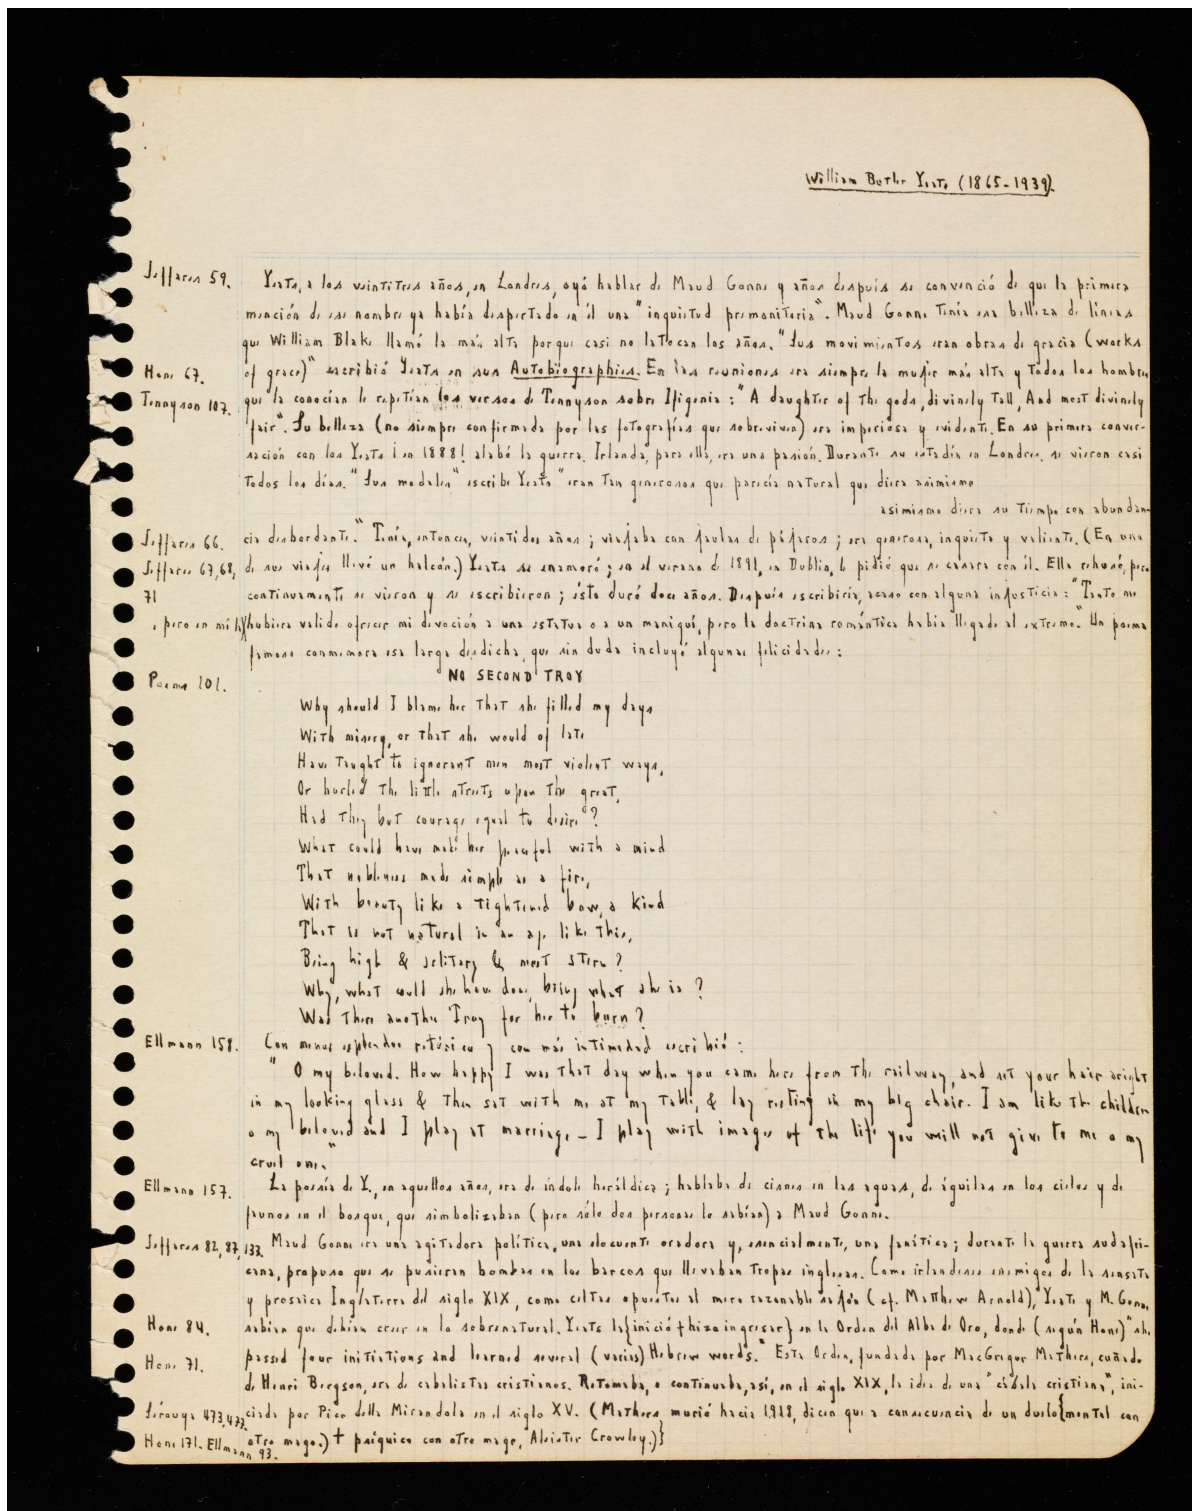 William Butler Yeats (1865-1939).
Jeffares 59. Yeats, a los veintitres años, en Londres, oyó hablar de Maud Gonne y años después se convenció de que la primera
mención de ese nombre ya había despertado en él una "inquietud premonitoria". Maud Gonne tenía esa belleza de líneas
que William Blake llamó la más alta porque casi no la tocan los años. "Sus movimientos eran obras de gracia (works
Hone 67. of grace)" escribió Yeats en sus Autobiographies. En las reuniones era siempre la mujer más alta y todos los hombres
Tennyson 107. que la conocían le repetían los versos de Tennyson sobre Ifigenia: "A daughter of the gods, divinely tall, And most divinely
fair". Su belleza (no siempre confirmada por las fotografías que sobreviven) era imperiosa y evidente. En su primera conver-
sación con los Yeats (en 1888) alabó la guerra. Irlanda, para ella, era una pasión. Durante su estadía en Londres, se vieron casi
todos los días. "Sus modales" escribe Yeats "eran tan generosos que parecía natural que diera asimismo
asimismo diera su tiempo con abundan-
Jeffares 66. cia desbordante." Tenía, entonces, veintidos años; viajaba con jaulas de pájaros; era generosa, inquieta y valiente. (En uno
Jeffares 67, 68, de sus viajes llevó un halcón.) Yeats se enamoró; en el verano de 1891, en Dublin, le pidió que se casara con él. Ella rehusó, pero
71 continuamente se vieron y se escribieron; ésto duró doce años. Después escribiría, acaso con alguna injusticia: "Tanto me
, pero en mí la hubiera valido ofrecer mi devoción a una estatua o a un maniquí, pero la doctrina romántica había llegado al extremo." Un poema
famoso conmemora esa larga desdicha, que sin duda incluyó algunas felicidades:
NO SECOND TROY
Poems 101.
Why should I blame her that she filled my days
With misery, or that she would of late
Have taught to ignorant men most violent ways,
Or hurled the little streets upon the great,
Had they but courage equal to desire?
What could have made her peaceful with a mind
That nobleness made simple as a fire,
With beauty like a tightened bow, a kind
That is not natural in an age like this,
Being high & solitary & most stern?
Why, what could she have done, being what she is?
Was there another Troy for her to burn?
Ellmann 158. Con menos esplendor retórico y con más intimidad escribió:
"O my beloved. How happy I was that day when you came here from the railway, and set your hair aright
in my looking glass & then sat with me at my table, & lay resting in my big chair. I am like the children
o my beloved and I play at marriage – I play with images of the life you will not give to me o my
cruel one."
Ellmann 157. La poesía de Y., en aquellos años, era de índole heráldica; hablaba de cisnes en las aguas, de águilas en los cielos y de
faunos en el bosque, que simbolizaban (pero sólo dos personas lo sabían) a Maud Gonne.
Jeffares 82, 87, 133. Maud Gonne era una agitadora política, una elocuente oradora y, esencialmente, una fanática; durante la guerra sudafri-
cana, propuso que se pusieran bombas en los barcos que llevaban tropas inglesas. Como irlandeses enemigos de la sensata
y prosaica Inglaterra del siglo XIX, como celtas opuestos al mero razonable sajón (cf. Matthew Arnold), Yeats y M. Gonne
Hone 84. sabían que debían creer en lo sobrenatural. Yeats la {inició + hizo ingresar} en la Orden del Alba de Oro, donde (según Hone) "she
Hone 71. passed four initiations and learned several (varias) Hebrew words." Esta Orden, fundada por MacGregor Mathers, cuñado
de Henri Bergson, era de cabalistas cristianos. Retomaba, o continuaba, así, en el siglo XIX, la idea de una "cábala cristiana", ini-
Sérouya 473, 477. ciada por Pico della Mirandola en el siglo XV. (Mathers murió hacia 1918, dicen que a consecuencia de un duelo {mental con
Hone 171. Ellmann 93. otro mago.) + psíquico con otro mago, Aleister Crowley.)}